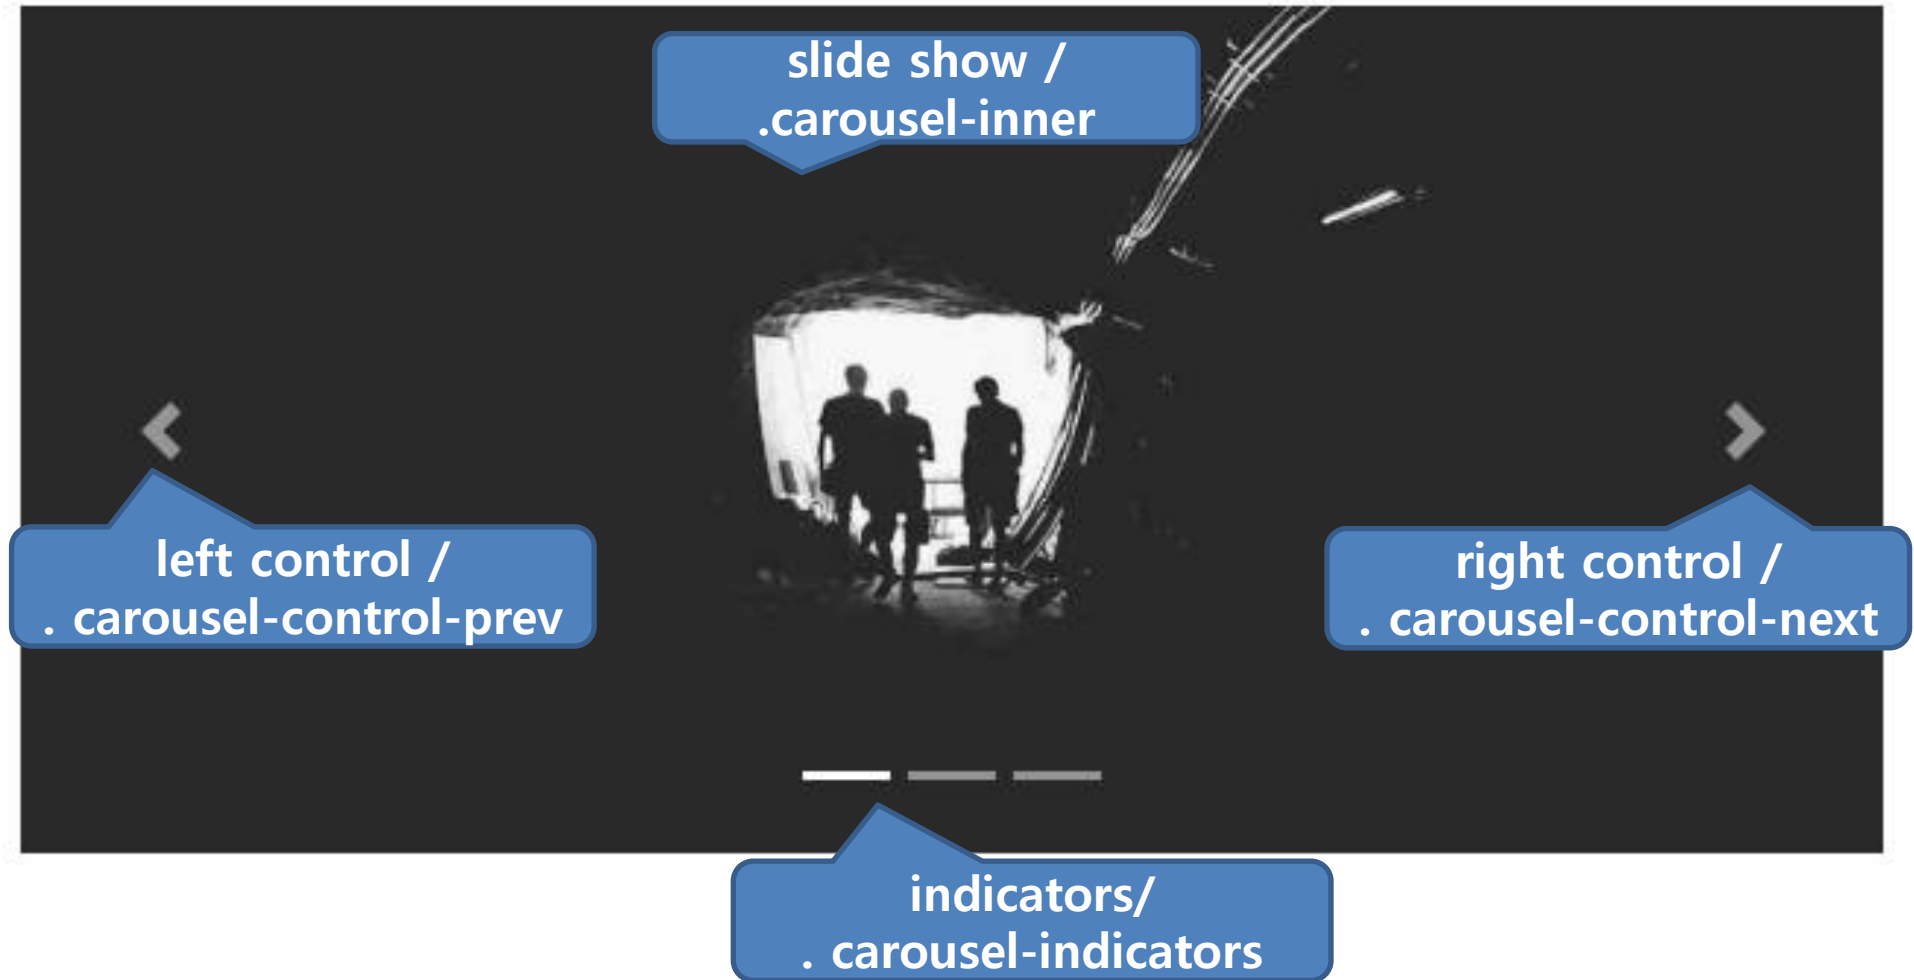 slide show /
.carousel-inner
left control /
. carousel-control-prev
right control /
. carousel-control-next
indicators/
. carousel-indicators